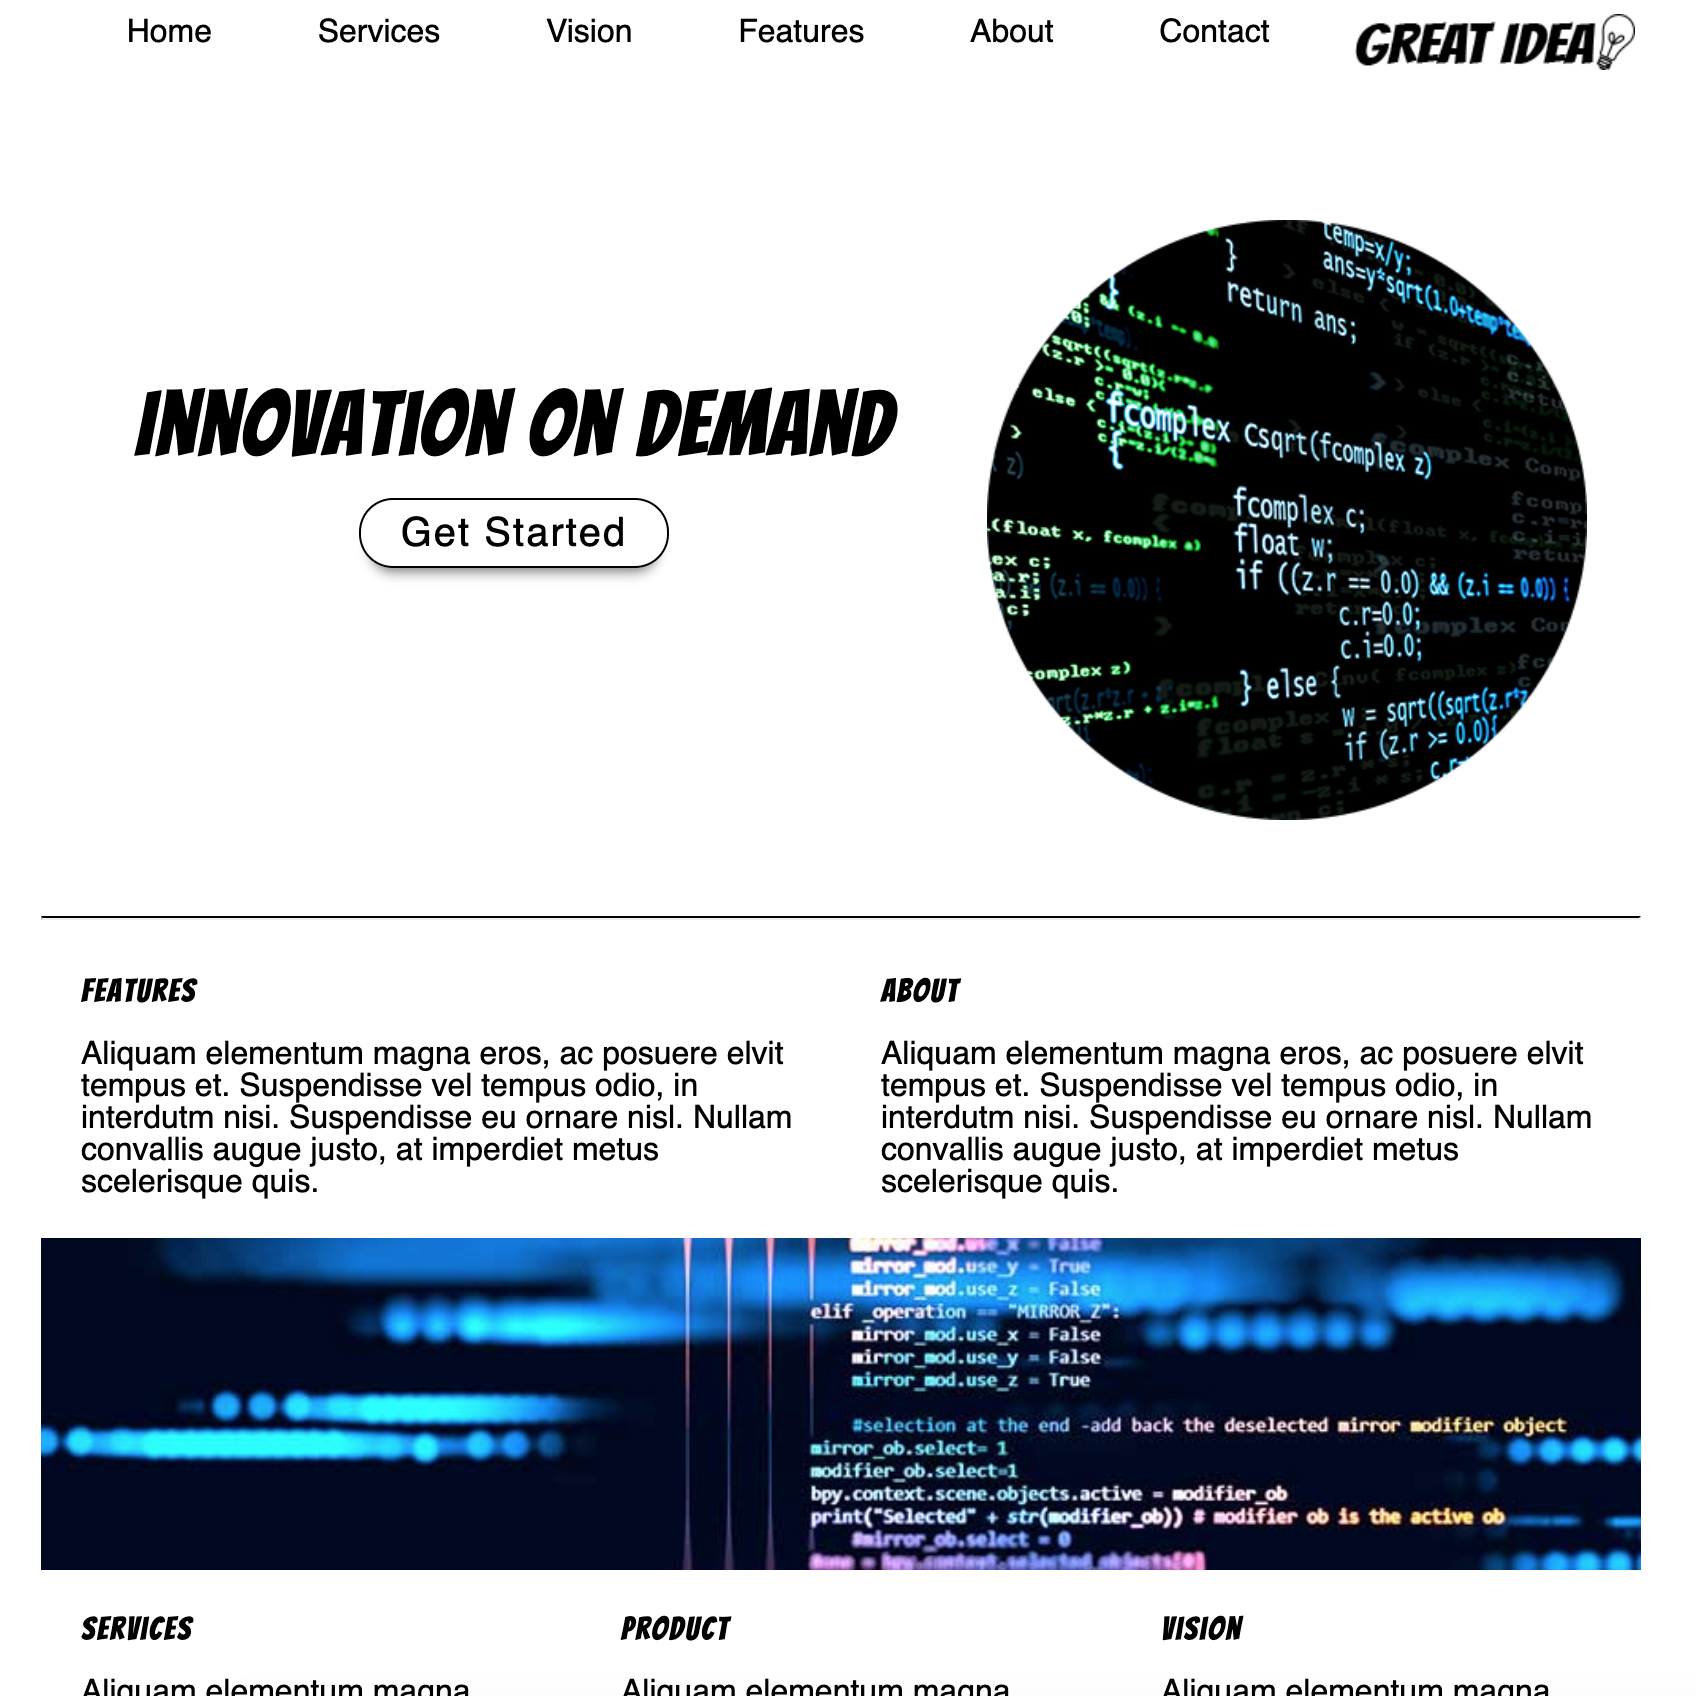 Home Services Vision Features About Contact GREAT IDEA
INNOVATION ON DEMAND
Get Started
temp=x/y;
}
ans=y*sqrt(1.0+temp*
return ans;
else {
fcomplex Csqrt(fcomplex z)
{
fcomplex c;
float w;
(float x, fcomplex a)
if ((z.r == 0.0) && (z.i == 0.0)) {
c.r=0.0;
c.i=0.0;
complex z)
} else {
z.r*z.r + z.i*z.i
w = sqrt((sqrt(z.r*z
if (z.r >= 0.0){
FEATURES
Aliquam elementum magna eros, ac posuere elvit
tempus et. Suspendisse vel tempus odio, in
interdutm nisi. Suspendisse eu ornare nisl. Nullam
convallis augue justo, at imperdiet metus
scelerisque quis.
ABOUT
Aliquam elementum magna eros, ac posuere elvit
tempus et. Suspendisse vel tempus odio, in
interdutm nisi. Suspendisse eu ornare nisl. Nullam
convallis augue justo, at imperdiet metus
scelerisque quis.
mirror_mod.use_x = False
mirror_mod.use_y = True
mirror_mod.use_z = False
elif _operation == "MIRROR_Z":
mirror_mod.use_x = False
mirror_mod.use_y = False
mirror_mod.use_z = True
#selection at the end -add back the deselected mirror modifier object
mirror_ob.select= 1
modifier_ob.select=1
bpy.context.scene.objects.active = modifier_ob
print("Selected" + str(modifier_ob)) # modifier ob is the active ob
#mirror_ob.select = 0
= bpy.context.selected_objects[0]
SERVICES
Aliquam elementum magna
PRODUCT
Aliquam elementum magna
VISION
Aliquam elementum magna